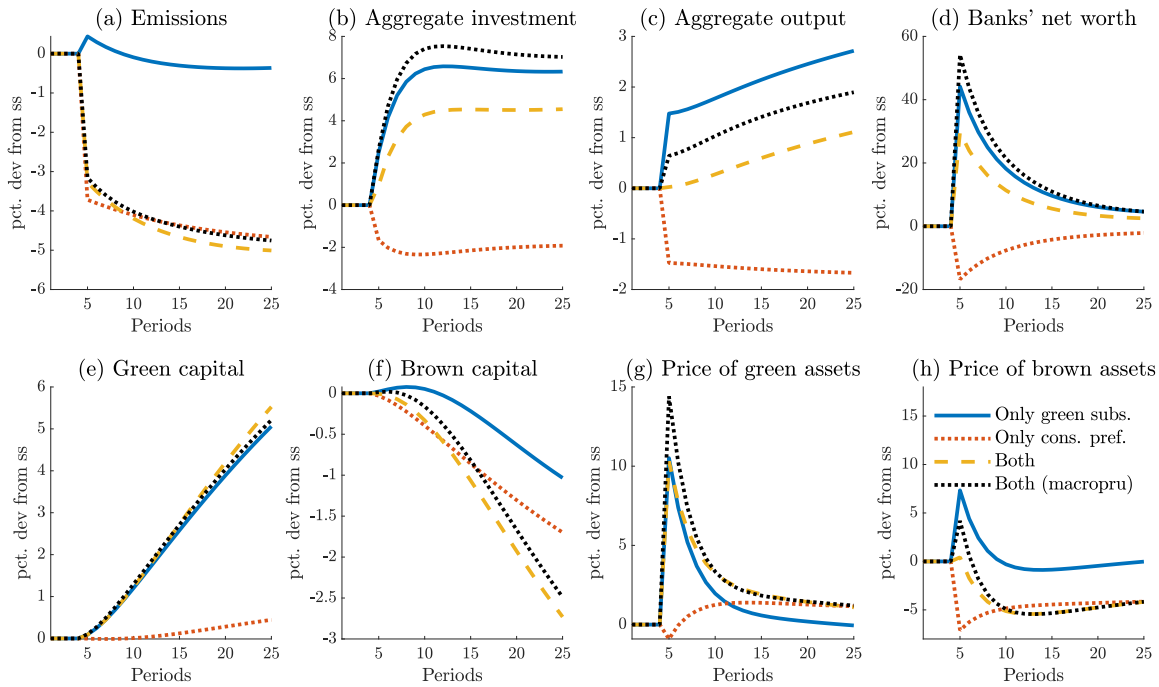 (a) Emissions
(b) Aggregate investment
(c) Aggregate output
(d) Banks' net worth
pct. dev from ss
0
-1
-2
-3
-4
-5
-6
5 10 15 20 25
Periods
pct. dev from ss
8
6
4
2
0
-2
-4
5 10 15 20 25
Periods
pct. dev from ss
3
2
1
0
-1
-2
5 10 15 20 25
Periods
pct. dev from ss
60
40
20
0
-20
5 10 15 20 25
Periods
(e) Green capital
(f) Brown capital
(g) Price of green assets
(h) Price of brown assets
pct. dev from ss
6
5
4
3
2
1
0
5 10 15 20 25
Periods
pct. dev from ss
0
-0.5
-1
-1.5
-2
-2.5
-3
5 10 15 20 25
Periods
pct. dev from ss
15
10
5
0
5 10 15 20 25
Periods
pct. dev from ss
15
10
5
0
-5
5 10 15 20 25
Periods
Only green subs.
Only cons. pref.
Both
Both (macropru)